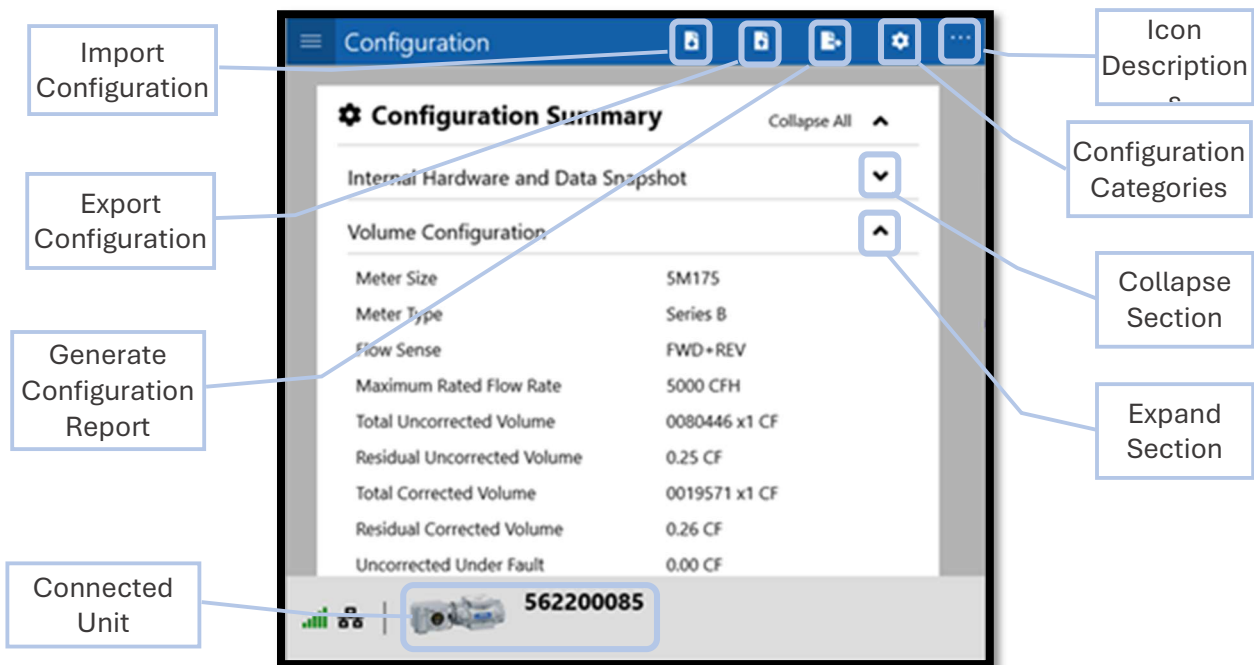 Import
Configuration
Export
Configuration
Generate
Configuration
Report
Connected
Unit
Configuration
...
Configuration Summary
Collapse All
Internal Hardware and Data Snapshot
Volume Configuration
Meter Size 5M175
Meter Type Series B
Flow Sense FWD+REV
Maximum Rated Flow Rate 5000 CFH
Total Uncorrected Volume 0080446 x1 CF
Residual Uncorrected Volume 0.25 CF
Total Corrected Volume 0019571 x1 CF
Residual Corrected Volume 0.26 CF
Uncorrected Under Fault 0.00 CF
562200085
Icon
Description
s
Configuration
Categories
Collapse
Section
Expand
Section